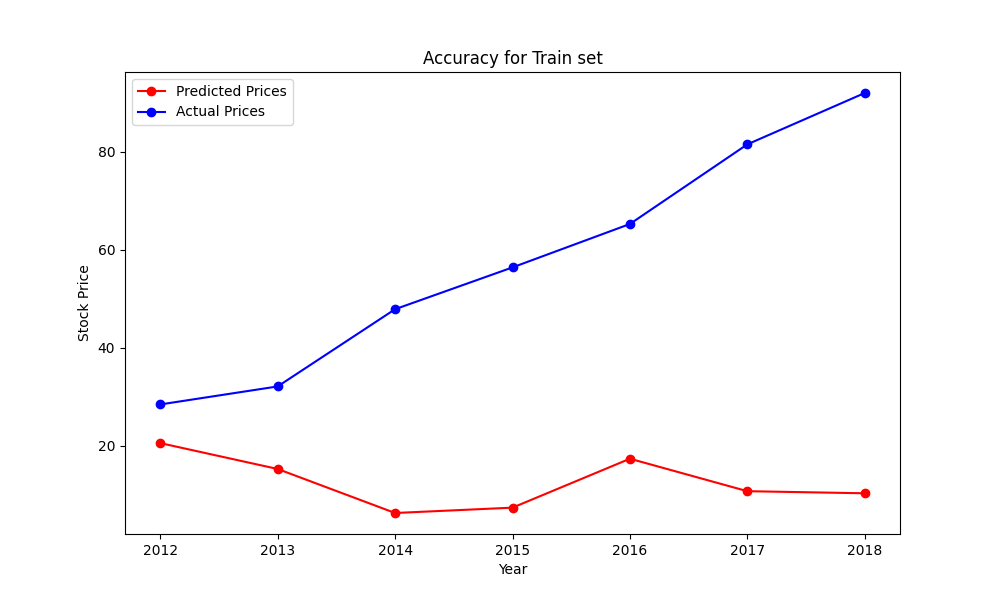 Accuracy for Train set
Predicted Prices
Actual Prices
80
60
40
20
Stock Price
2012 2013 2014 2015 2016 2017 2018
Year